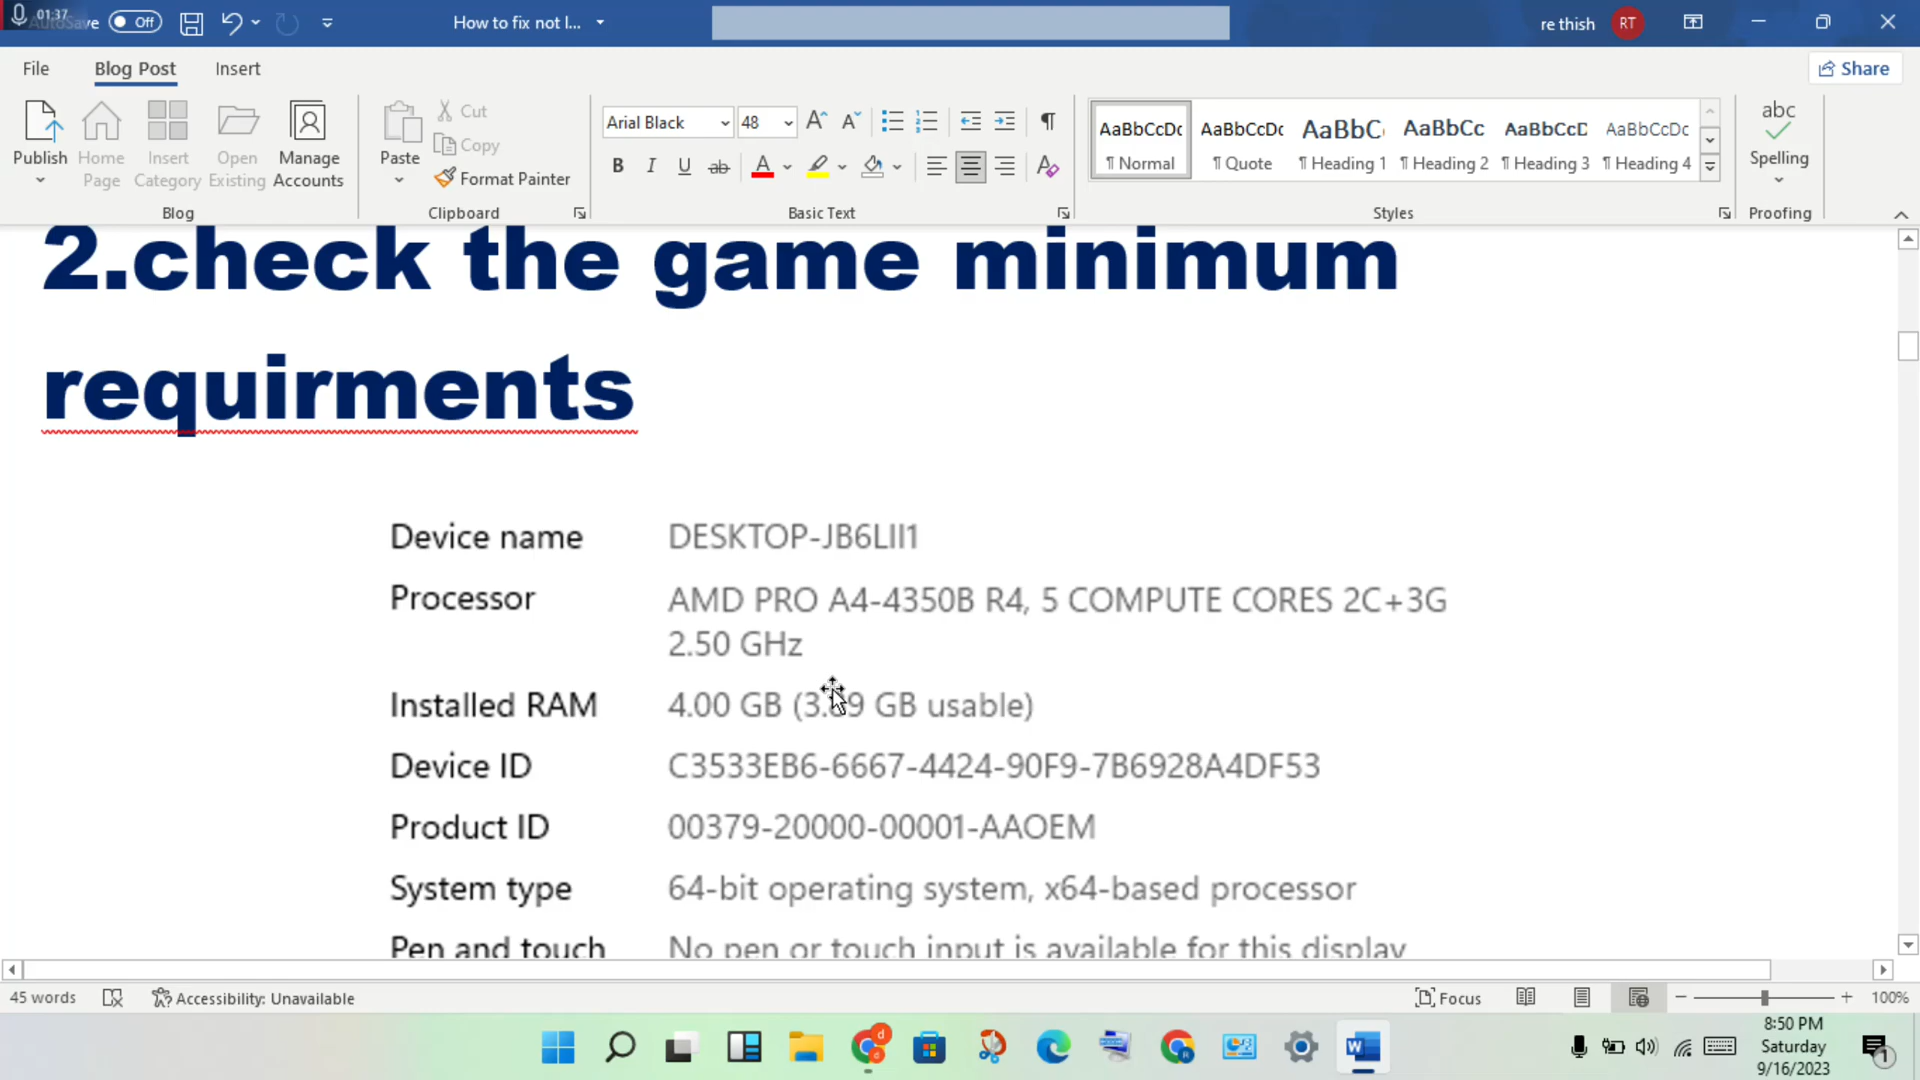 01:37
AutoSave Off
How to fix not l...
re thish RT
File Blog Post Insert
Share
Publish
Home Page
Insert Category
Open Existing
Manage Accounts
Blog
Paste
Cut
Copy
Format Painter
Clipboard
Arial Black 48
Basic Text
AaBbCcDc AaBbCcDc AaBbC AaBbCc AaBbCcD AaBbCcDc
¶ Normal ¶ Quote ¶ Heading 1 ¶ Heading 2 ¶ Heading 3 ¶ Heading 4
Styles
abc
Spelling
Proofing
2.check the game minimum
requirments
Device name DESKTOP-JB6LII1
Processor AMD PRO A4-4350B R4, 5 COMPUTE CORES 2C+3G
2.50 GHz
Installed RAM 4.00 GB GB usable)
Device ID C3533EB6-6667-4424-90F9-7B6928A4DF53
Product ID 00379-20000-00001-AAOEM
System type 64-bit operating system, x64-based processor
Pen and touch No pen or touch input is available for this display
45 words Accessibility: Unavailable Focus 100%
8:50 PM
Saturday
9/16/2023
1